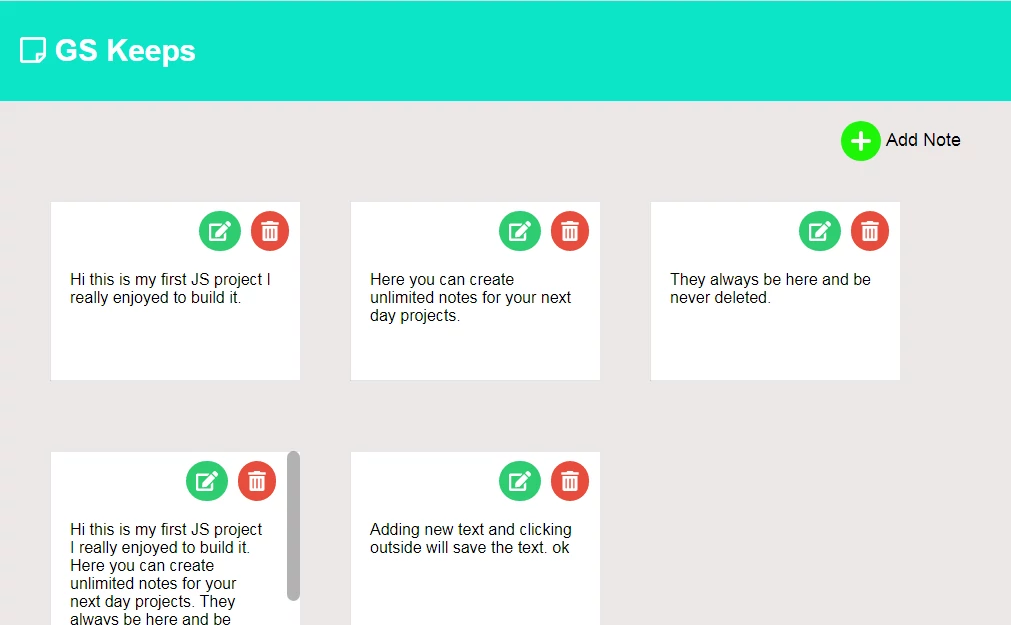 GS Keeps
Add Note
Hi this is my first JS project I
really enjoyed to build it.
Here you can create
unlimited notes for your next
day projects.
They always be here and be
never deleted.
Hi this is my first JS project
I really enjoyed to build it.
Here you can create
unlimited notes for your
next day projects. They
always be here and be
Adding new text and clicking
outside will save the text. ok